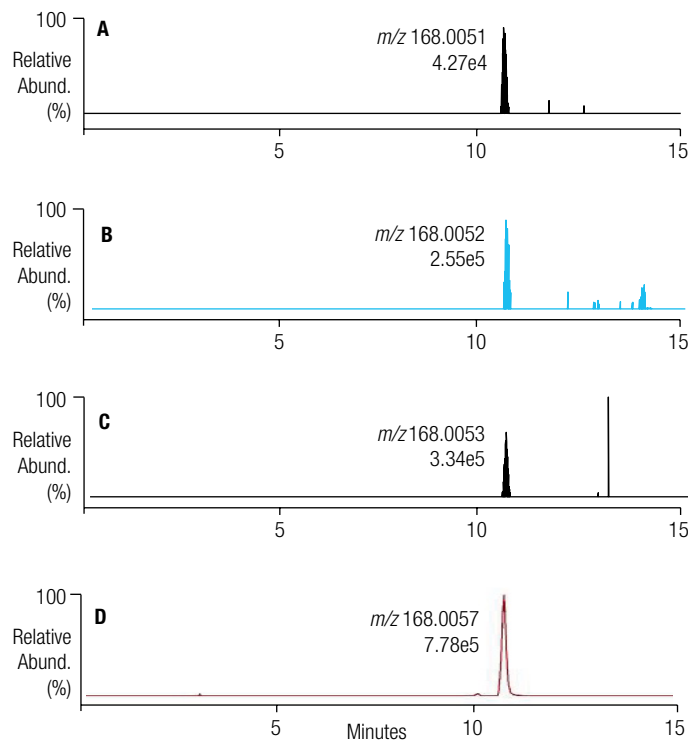 100
A
m/z 168.0051
4.27e4
Relative
Abund.
(%)
5
10
15
100
B
m/z 168.0052
2.55e5
Relative
Abund.
(%)
5
10
15
100
C
m/z 168.0053
3.34e5
Relative
Abund.
(%)
5
10
15
100
D
m/z 168.0057
7.78e5
Relative
Abund.
(%)
5
10
15
Minutes